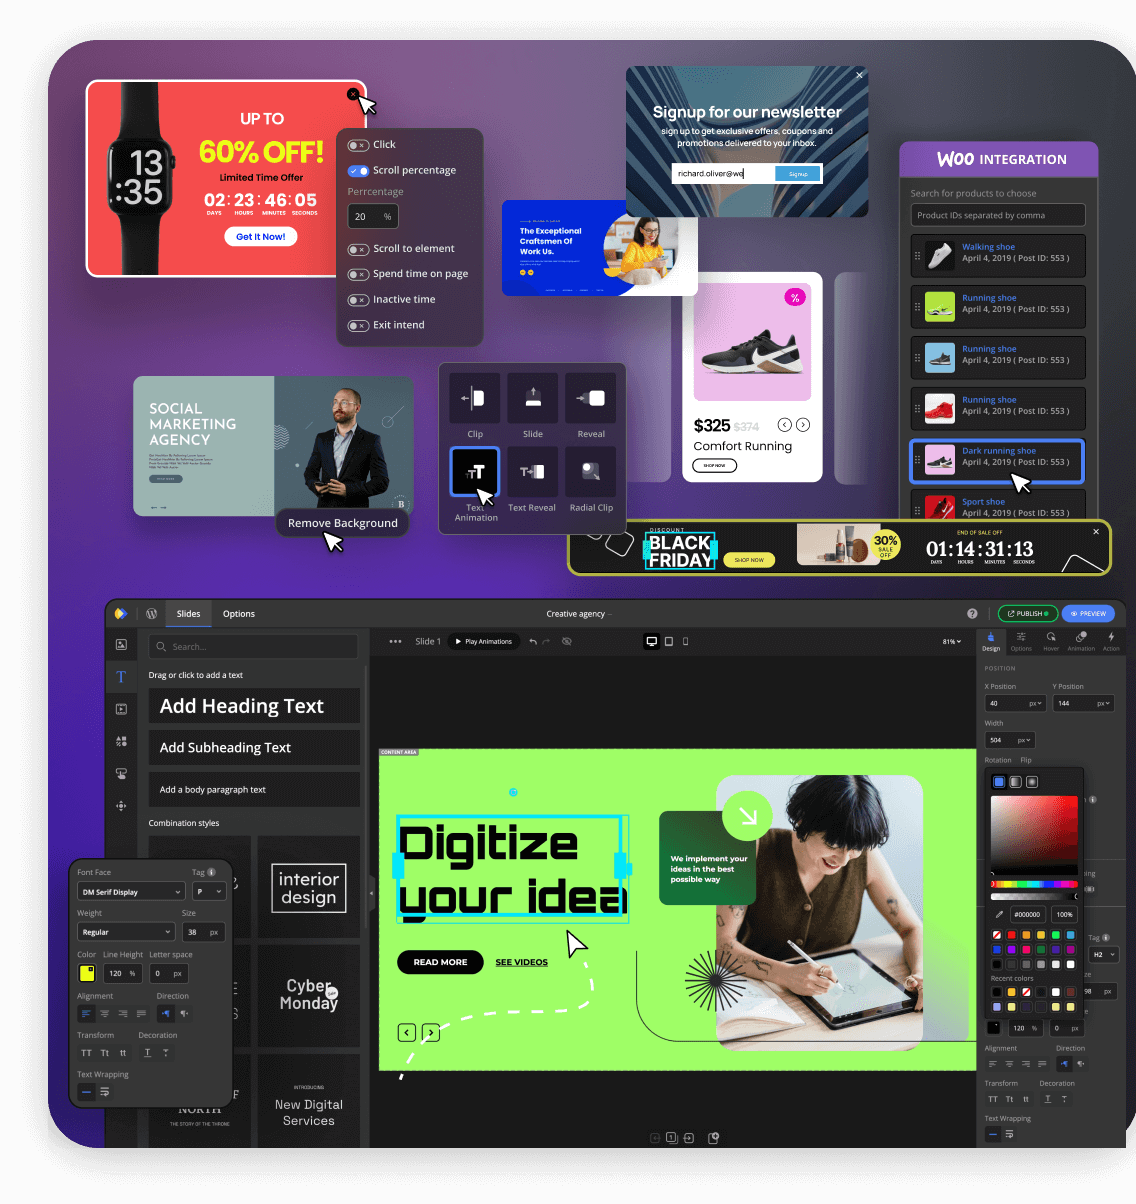 UP TO
60% OFF!
Limited Time Offer
02: 23: 46: 05
DAYS HOURS MINUTES SECONDS
Get It Now!
13
:35
Click
Scroll percentage
Perrcentage
20 %
Scroll to element
Spend time on page
Inactive time
Exit intend
Signup for our newsletter
sign up to get exclusive offers, coupons and
promotions delivered to your inbox.
richard.oliver@we
Signup
The Exceptional
Craftsmen Of
Work Us.
WOO INTEGRATION
Search for products to choose
Product IDs separated by comma
Walking shoe
April 4, 2019 ( Post ID: 553 )
Running shoe
April 4, 2019 ( Post ID: 553 )
Running shoe
April 4, 2019 ( Post ID: 553 )
Running shoe
April 4, 2019 ( Post ID: 553 )
Dark running shoe
April 4, 2019 ( Post ID: 553 )
Sport shoe
April 4, 2019 ( Post ID: 553 )
%
$325 $374
Comfort Running
SHOP NOW
SOCIAL
MARKETING
AGENCY
B
Remove Background
Clip
Slide
Reveal
Text
Animation
Text Reveal
Radial Clip
DISCOUNT
BLACK
FRIDAY
SHOP NOW
30%
SALE
OFF
END OF SALE OFF
01:14:31:13
DAYS HOURS MINUTES SECONDS
Slides
Options
Creative agency
PUBLISH
PREVIEW
Search...
Drag or click to add a text
Add Heading Text
Add Subheading Text
Add a body paragraph text
Combination styles
interior
design
Cyber
Monday
INTRODUCING
New Digital
Services
NORTH
THE STORY OF THE THRONE
Slide 1
Play Animations
81%
CONTENT AREA
Digitize
your idea
READ MORE
SEE VIDEOS
We implement your
ideas in the best
possible way
1
Font Face
Tag
DM Serif Display
P
Weight
Size
Regular
38 px
Color
Line Height
Letter space
120 %
0 px
Alignment
Direction
Transform
Decoration
TT Tt tt
Text Wrapping
Design
Options
Hover
Animation
Action
POSITION
X Position
Y Position
40 px
144 px
Width
504 px
Rotation
Flip
#000000
100%
Recent colors
Tag
H2
98 px
120 %
0 px
Alignment
Direction
Transform
Decoration
TT Tt tt
Text Wrapping